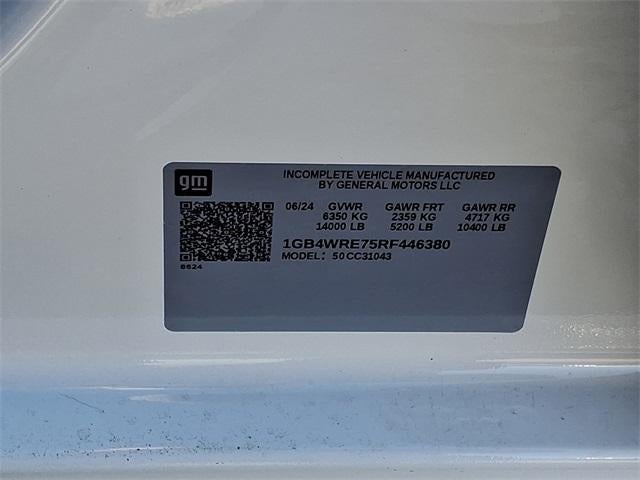 gm
INCOMPLETE VEHICLE MANUFACTURED
BY GENERAL MOTORS LLC
06/24 GVWR GAWR FRT GAWR RR
6350 KG 2359 KG 4717 KG
14000 LB 5200 LB 10400 LB
1GB4WRE75RF446380
MODEL: 50 CC31043
0624